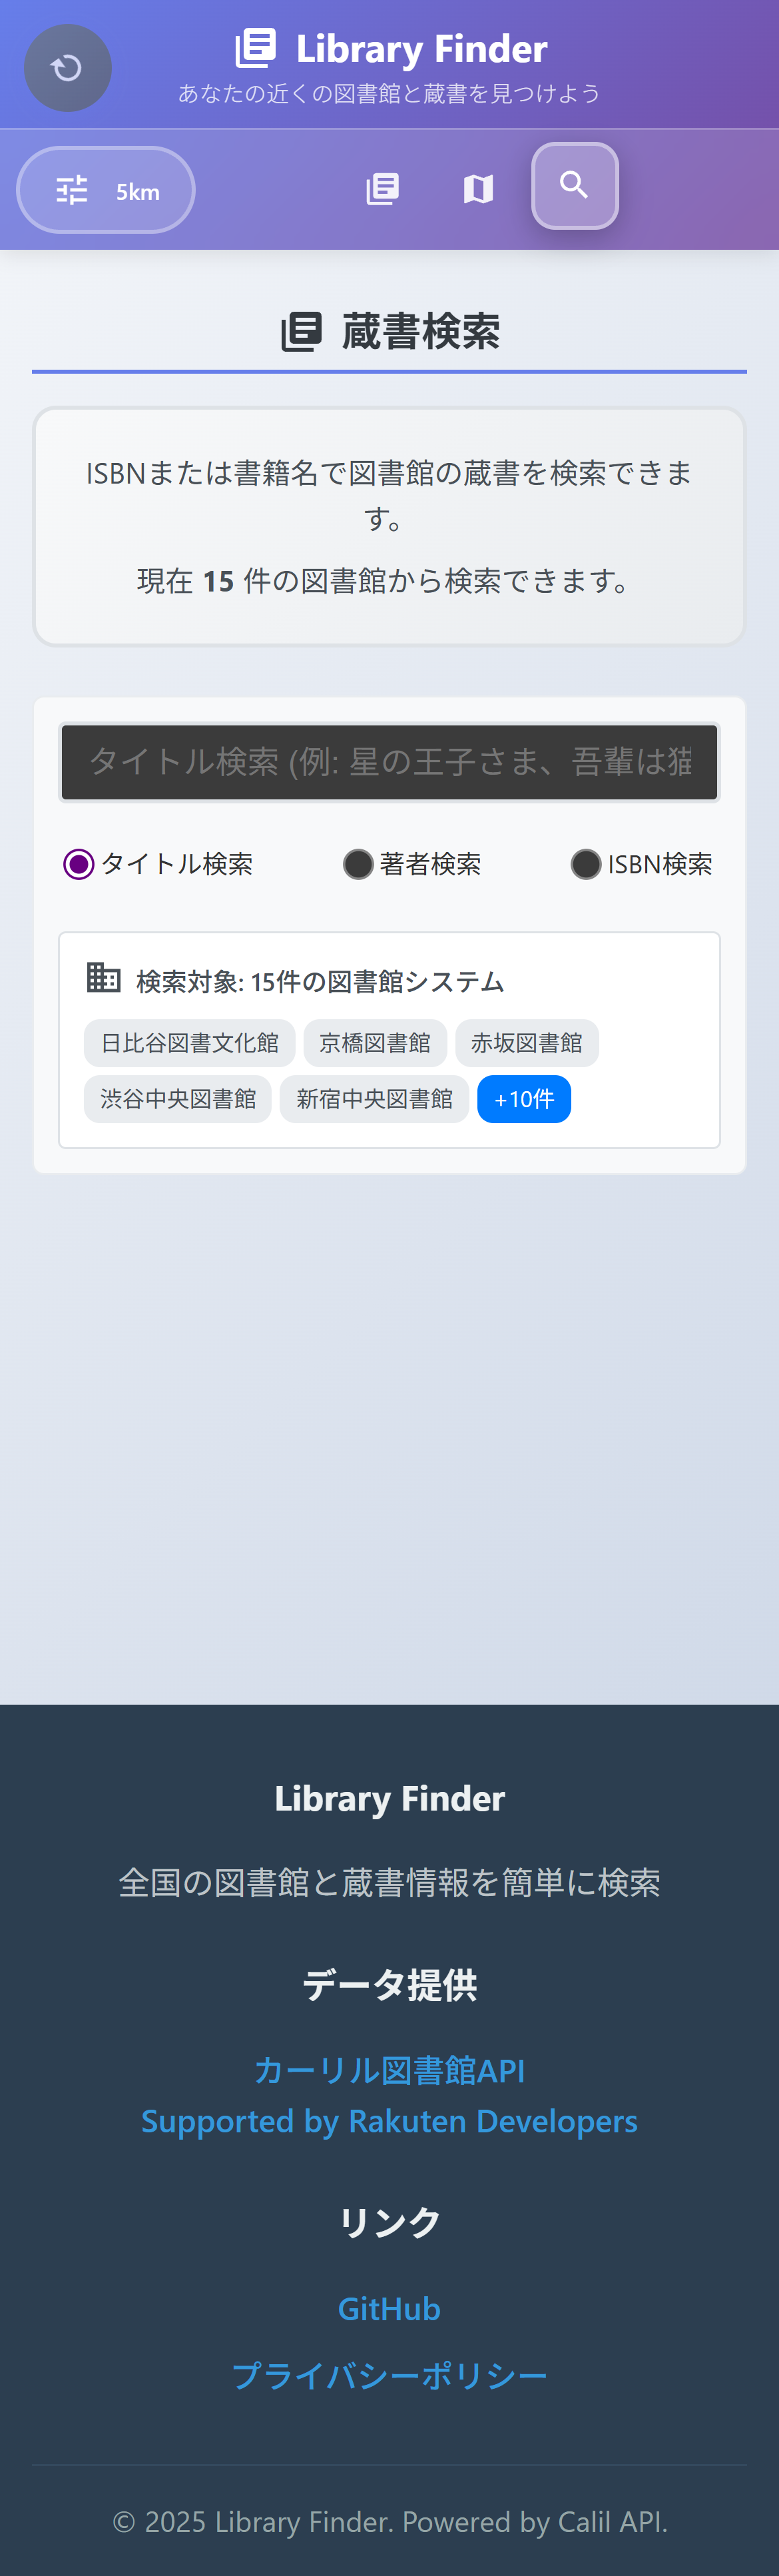 Library Finder
あなたの近くの図書館と蔵書を見つけよう
5km
蔵書検索
ISBNまたは書籍名で図書館の蔵書を検索できま
す。
現在 15 件の図書館から検索できます。
タイトル検索 (例: 星の王子さま、吾輩は猫
タイトル検索
著者検索
ISBN検索
検索対象: 15件の図書館システム
日比谷図書文化館
京橋図書館
赤坂図書館
渋谷中央図書館
新宿中央図書館
+10件
Library Finder
全国の図書館と蔵書情報を簡単に検索
データ提供
カーリル図書館API
Supported by Rakuten Developers
リンク
GitHub
プライバシーポリシー
© 2025 Library Finder. Powered by Calil API.